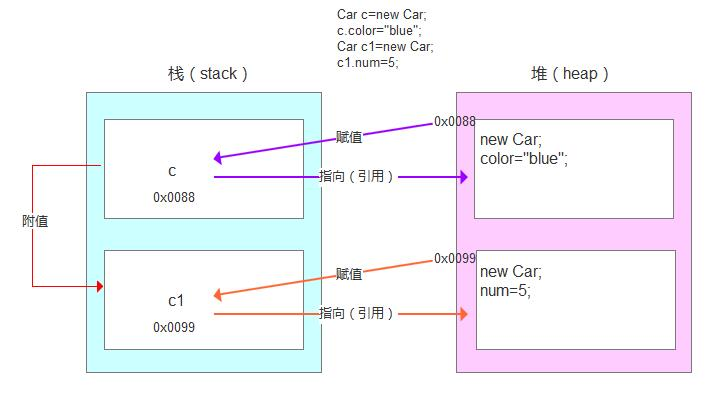 Car c=new Car;
c.color="blue";
Car c1=new Car;
c1.num=5;
栈 ( stack )
堆 ( heap )
0x0088
赋值
new Car;
color="blue";
c
指向 ( 引用 )
0x0088
附值
0x0099
赋值
new Car;
num=5;
c1
指向 ( 引用 )
0x0099